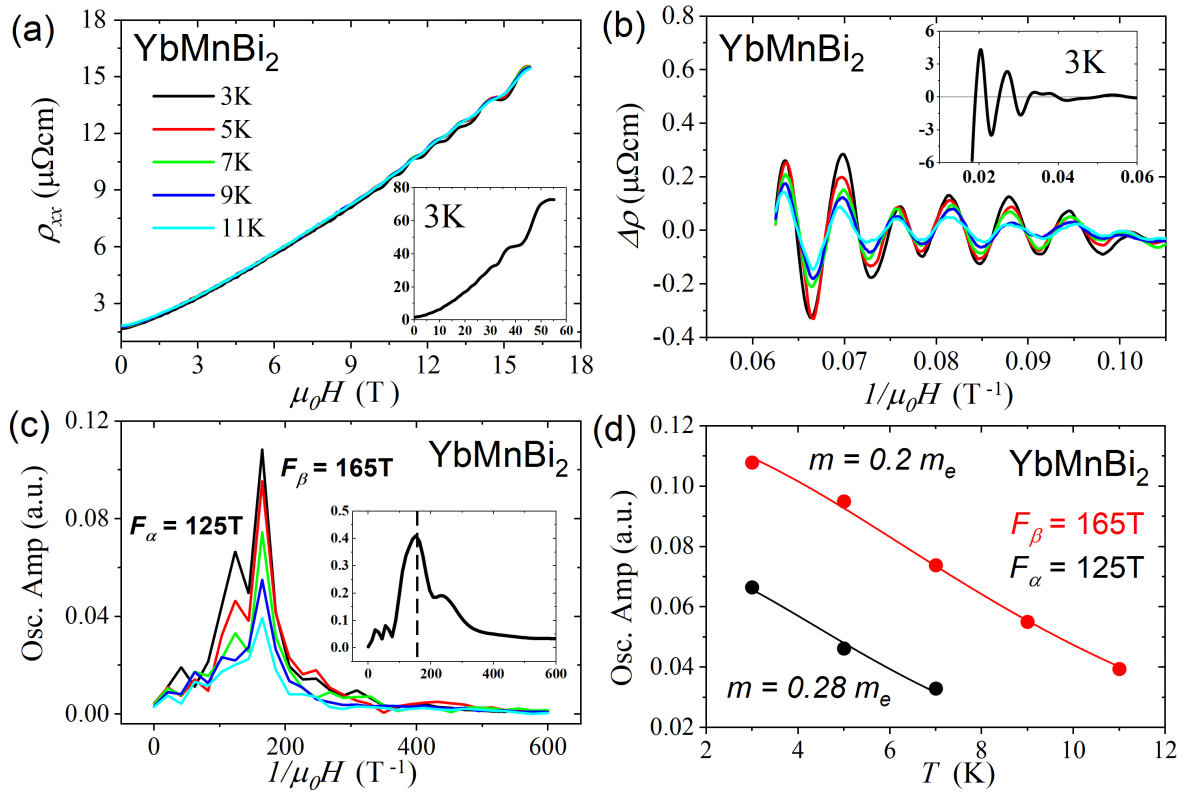 (a)
YbMnBi2
3K
5K
7K
9K
11K
ρxx (μΩcm)
18
15
12
9
6
3
0 3 6 9 12 15 18
μ0H (T)
3K
80
60
40
20
0
0 10 20 30 40 50 60
(b)
YbMnBi2
Δρ (μΩcm)
0.8
0.6
0.4
0.2
0.0
-0.2
-0.4
0.06 0.07 0.08 0.09 0.10
1/μ0H (T-1)
3K
6
3
0
-3
-6
0.02 0.04 0.06
(c)
YbMnBi2
Fβ = 165T
Fα = 125T
Osc. Amp (a.u.)
0.12
0.08
0.04
0.00
0 200 400 600
1/μ0H (T-1)
0.5
0.4
0.3
0.2
0.1
0.0
0 200 400 600
(d)
m = 0.2 me
YbMnBi2
Fβ = 165T
Fα = 125T
m = 0.28 me
Osc. Amp (a.u.)
0.12
0.10
0.08
0.06
0.04
0.02
2 4 6 8 10 12
T (K)